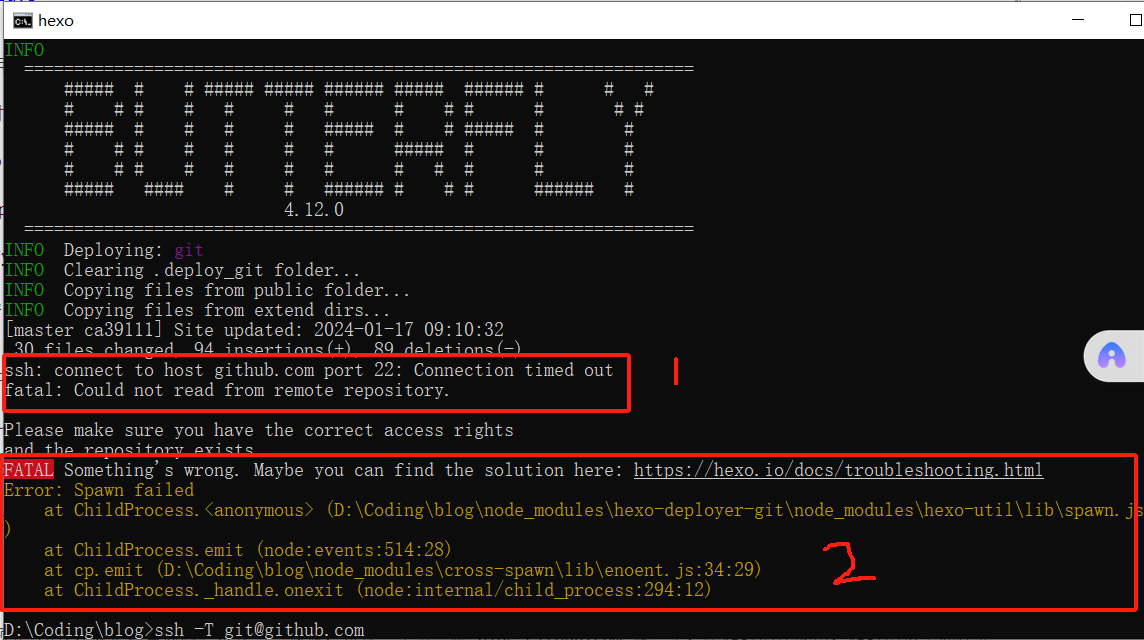 hexo
INFO
===================================================================
##### # # ##### ##### ###### ##### ###### # # #
# # # # # # # # # # # # # # #
##### # # # # ##### # # ##### # #
# # # # # # # # ##### # # #
# # # # # # # # # # # # #
##### #### # # ###### # # # ###### #
4.12.0
===================================================================
INFO Deploying: git
INFO Clearing .deploy_git folder...
INFO Copying files from public folder...
INFO Copying files from extend dirs...
[master ca39111] Site updated: 2024-01-17 09:10:32
30 files changed, 94 insertions(+), 89 deletions(-)
ssh: connect to host github.com port 22: Connection timed out
fatal: Could not read from remote repository.
1
Please make sure you have the correct access rights
and the repository exists
FATAL Something's wrong. Maybe you can find the solution here: https://hexo.io/docs/troubleshooting.html
Error: Spawn failed
at ChildProcess.<anonymous> (D:\Coding\blog\node_modules\hexo-deployer-git\node_modules\hexo-util\lib\spawn.js
)
at ChildProcess.emit (node:events:514:28)
at cp.emit (D:\Coding\blog\node_modules\cross-spawn\lib\enoent.js:34:29)
at ChildProcess._handle.onexit (node:internal/child_process:294:12)
2
D:\Coding\blog>ssh -T git@github.com